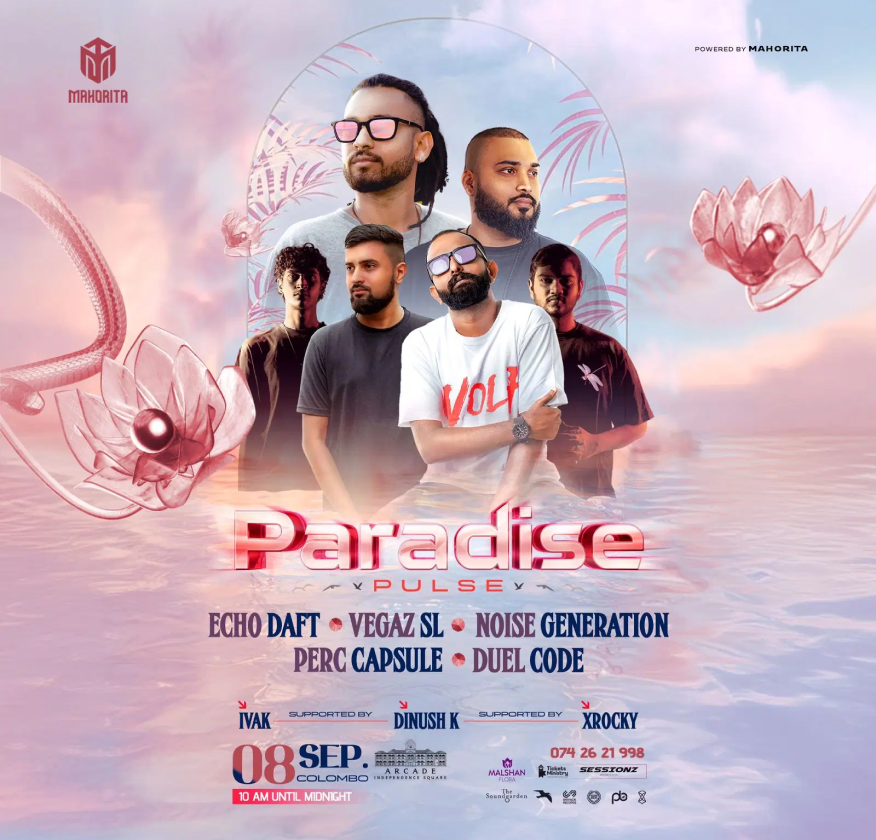 MAHORITA
POWERED BY MAHORITA
VOLF
Paradise
PULSE
ECHO DAFT • VEGAZ SL • NOISE GENERATION
PERC CAPSULE • DUEL CODE
IVAK SUPPORTED BY DINUSH K SUPPORTED BY XROCKY
08 SEP.
COLOMBO
10 AM UNTIL MIDNIGHT
ARCADE
INDEPENDENCE SQUARE
074 26 21 998
MALSHAN
FLORA
Tickets
Ministry
SESSIONZ
The
Soundgarden
pb